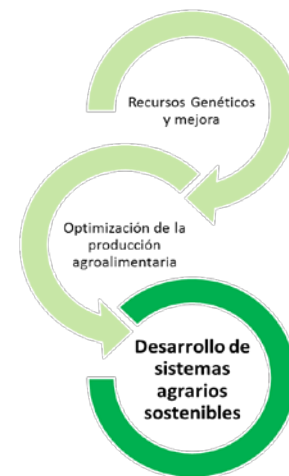 Recursos Genéticos
y mejora
Optimización de la
producción
agroalimentaria
Desarrollo de
sistemas
agrarios
sostenibles